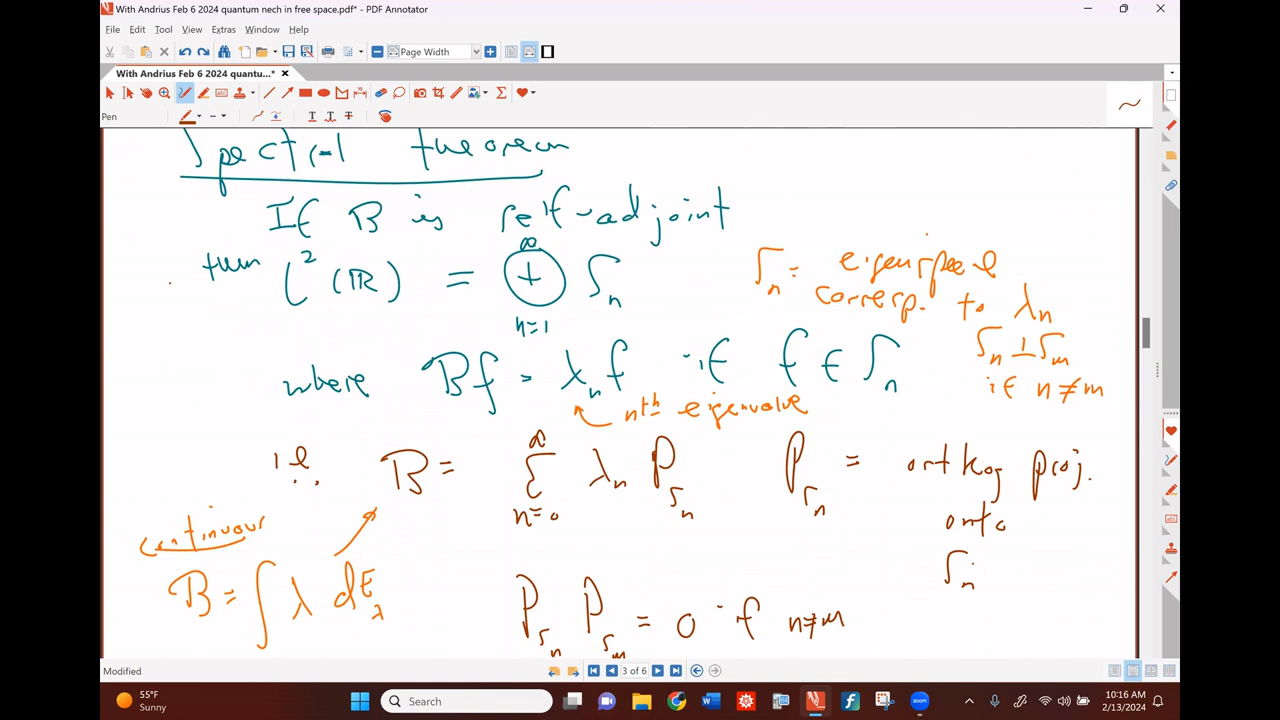 With Andrius Feb 6 2024 quantum nech in free space.pdf* - PDF Annotator
File Edit Tool View Extras Window Help
Page Width
With Andrius Feb 6 2024 quantu...*
Pen
Spectral theorem
If B is self-adjoint
then L²(ℝ) = ⊕_{n=1}^∞ S_n
S_n = eigenspace
corresp. to λ_n
S_n ⊥ S_m
if n ≠ m
where Bf = λ_n f if f ∈ S_n
nth eigenvalue
i.e. B = Σ_{n=0}^∞ λ_n P_{S_n} P_{S_n} = orthog proj.
onto
S_n
continuous
B = ∫ λ dE_λ
P_{S_n} P_{S_m} = 0 if n≠m
Modified
3 of 6
55°F
Sunny
Search
zoom
10:16 AM
2/13/2024